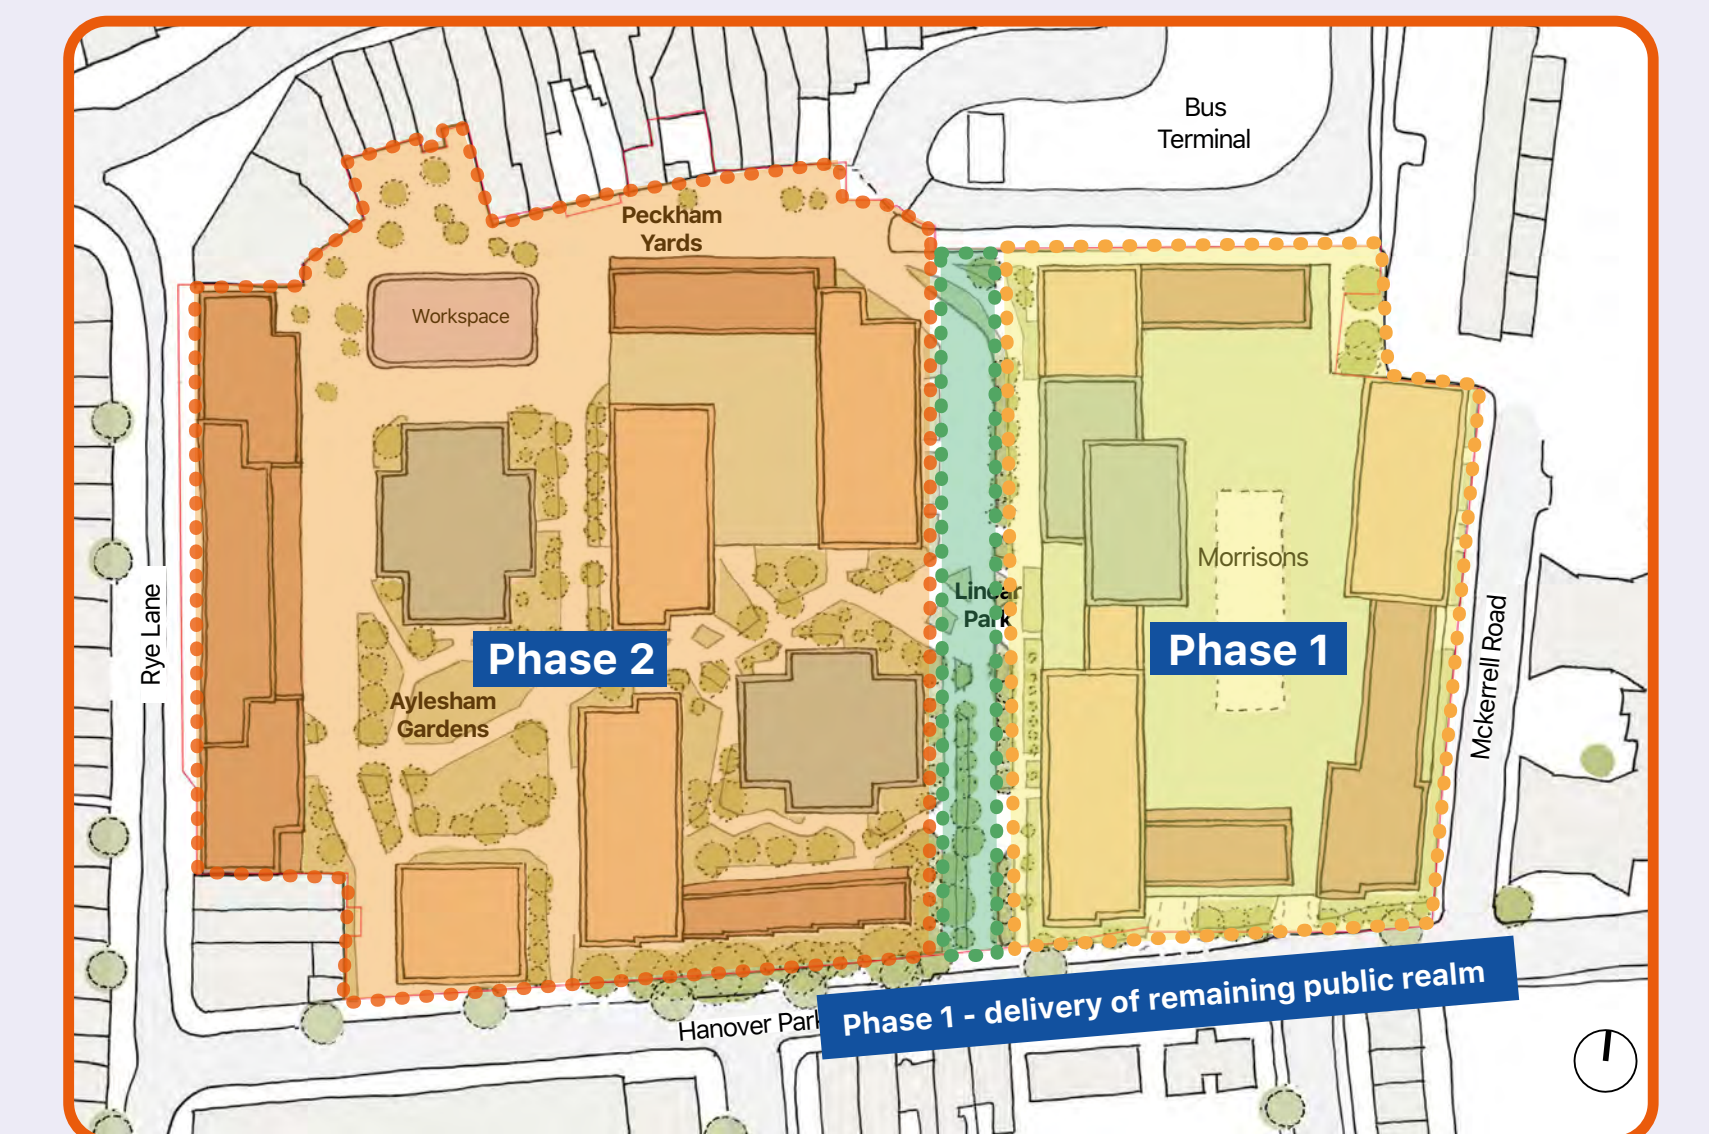 Bus
Terminal
Peckham
Yards
Workspace
Morrisons
Linear
Park
Rye Lane
Phase 2
Phase 1
Mckerrell Road
Aylesham
Gardens
Phase 1 - delivery of remaining public realm
Hanover Park